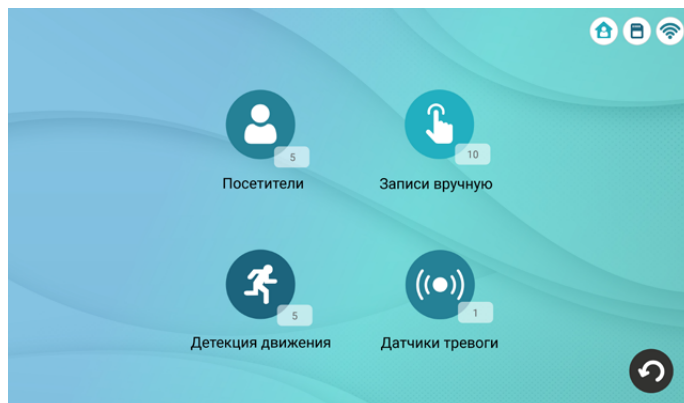 5
10
Посетители
Записи вручную
5
1
Детекция движения
Датчики тревоги